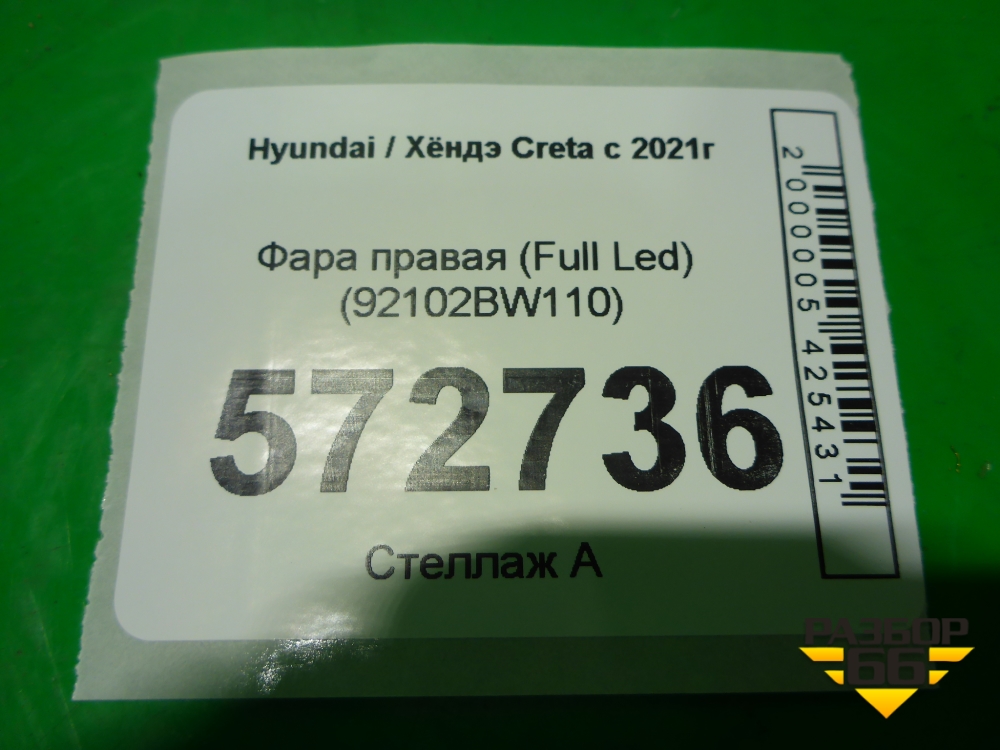 Hyundai / Хёндэ Creta с 2021г
Фара правая (Full Led)
(92102BW110)
572736
Стеллаж А
2000005425431
РАЗБОР
66